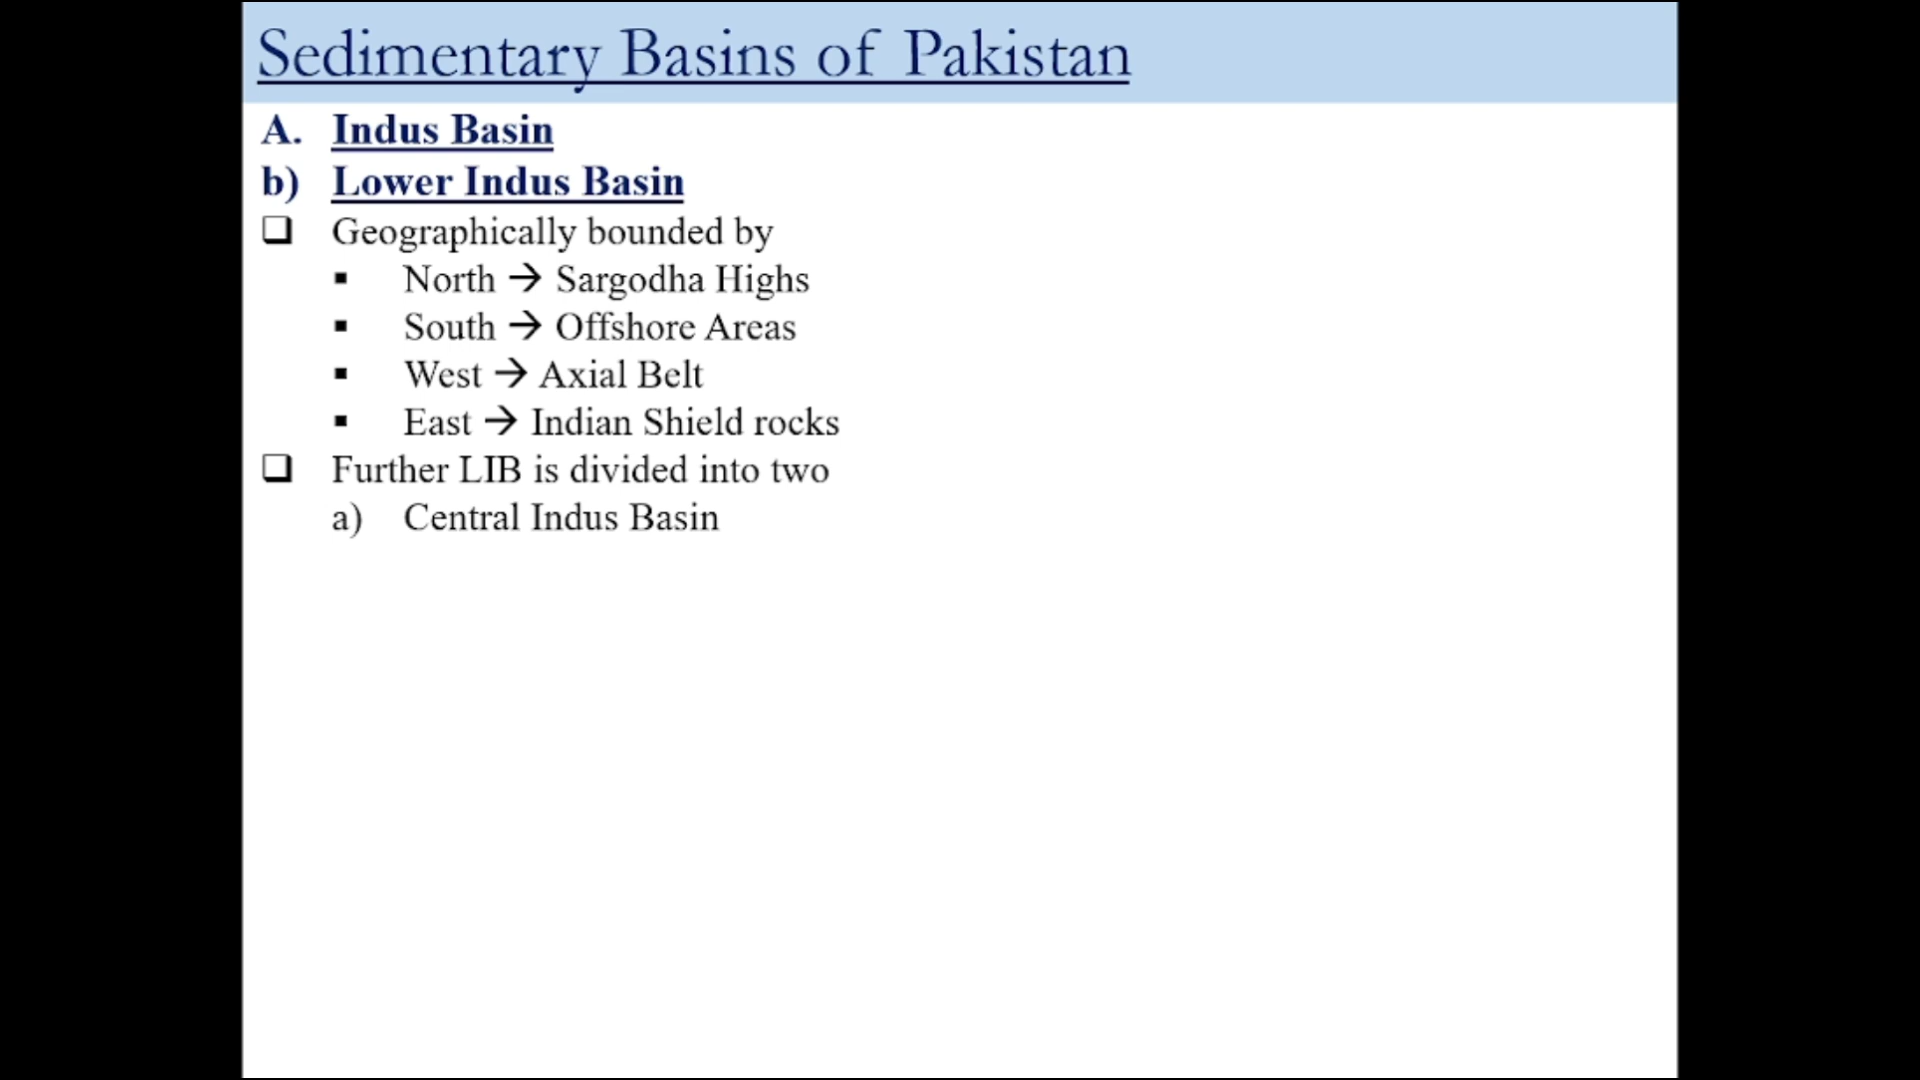 Sedimentary Basins of Pakistan
A. Indus Basin
b) Lower Indus Basin
❑ Geographically bounded by
▪ North → Sargodha Highs
▪ South → Offshore Areas
▪ West → Axial Belt
▪ East → Indian Shield rocks
❑ Further LIB is divided into two
a) Central Indus Basin